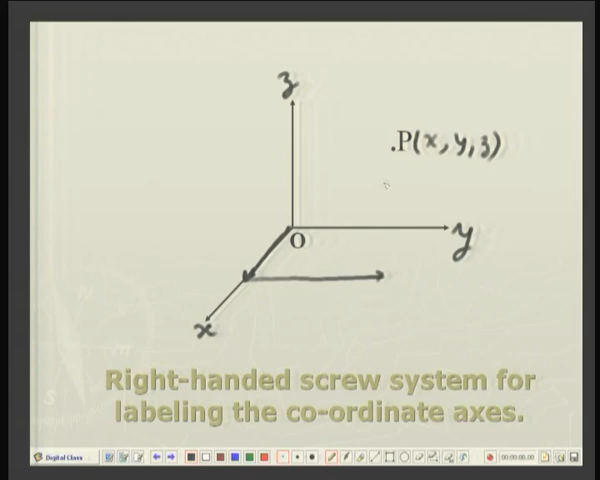 z
.P(x, y, z)
O
y
x
Right-handed screw system for
labeling the co-ordinate axes.
Digital Class
00:00:00.00